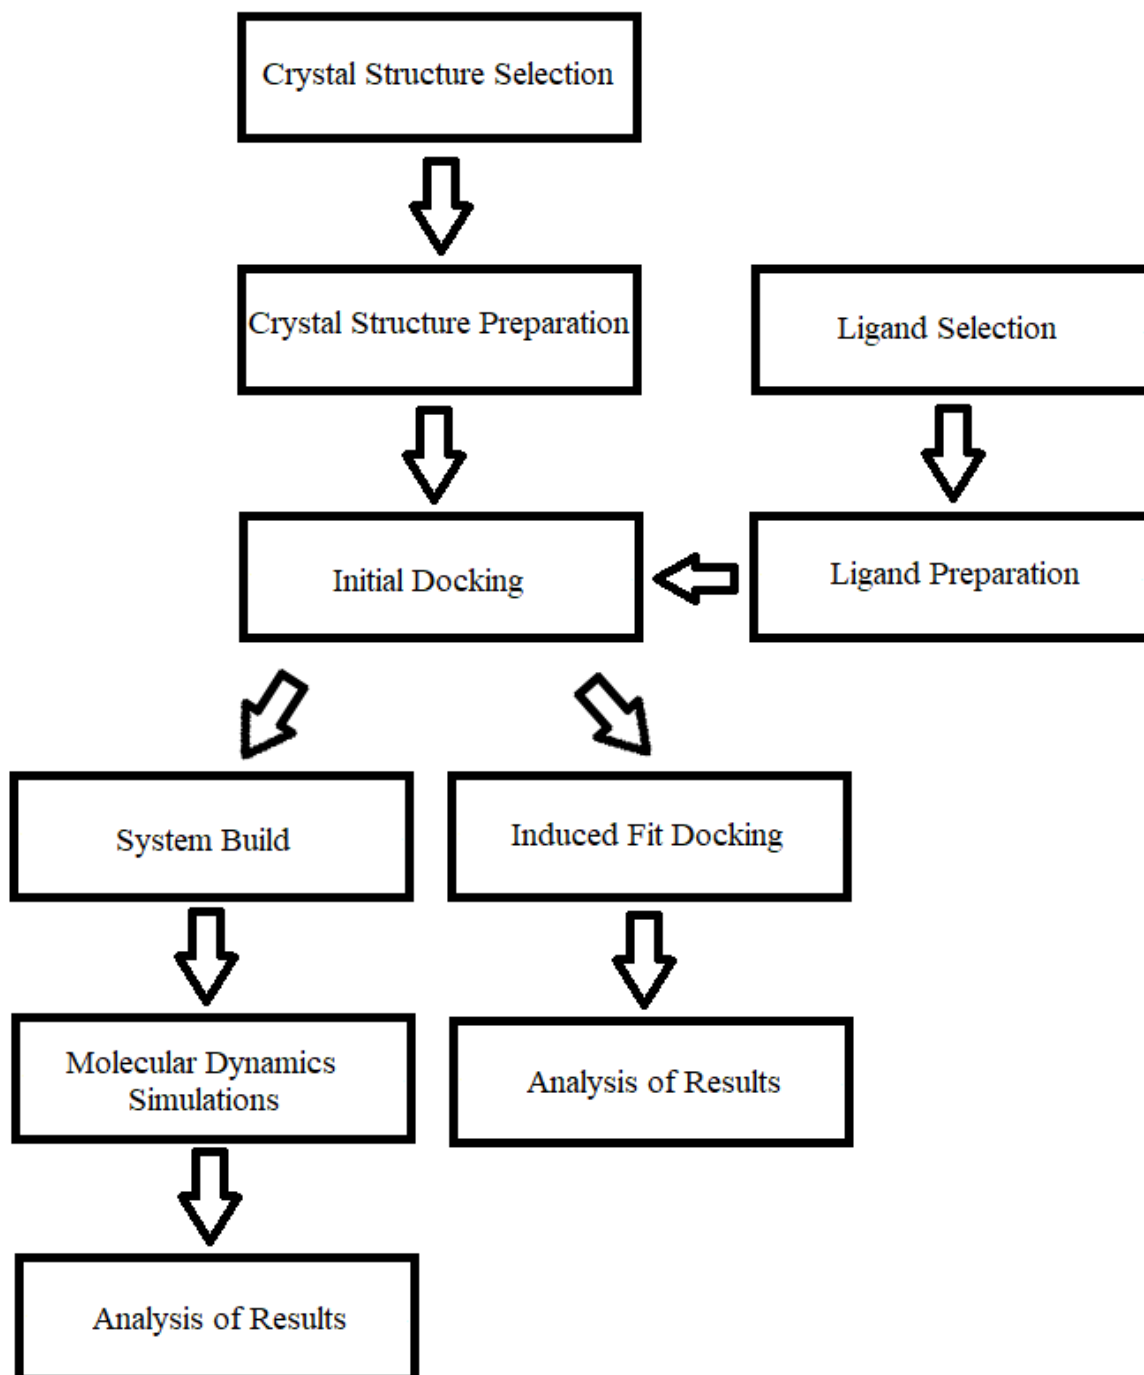 Crystal Structure Selection
Crystal Structure Preparation
Ligand Selection
Initial Docking
Ligand Preparation
System Build
Induced Fit Docking
Molecular Dynamics
Simulations
Analysis of Results
Analysis of Results